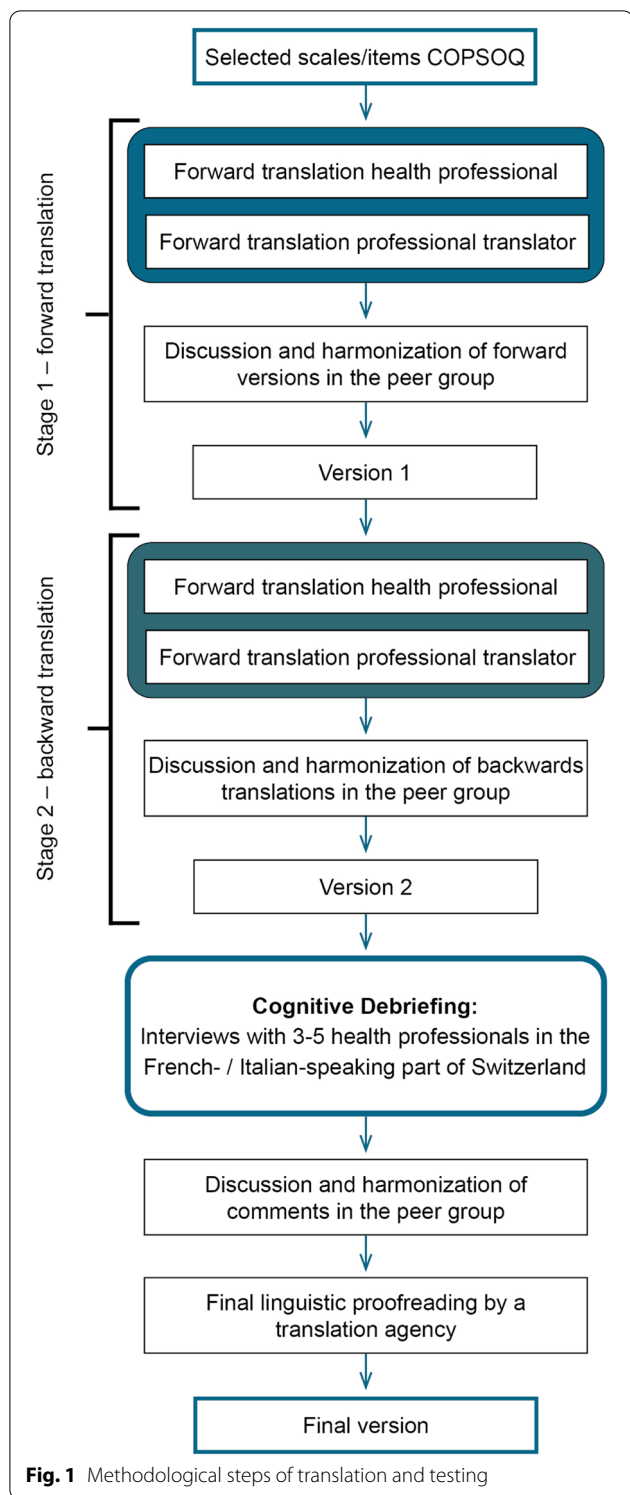 Selected scales/items COPSOQ
Stage 1 – forward translation
Forward translation health professional
Forward translation professional translator
Discussion and harmonization of forward
versions in the peer group
Version 1
Stage 2 – backward translation
Forward translation health professional
Forward translation professional translator
Discussion and harmonization of backwards
translations in the peer group
Version 2
Cognitive Debriefing:
Interviews with 3-5 health professionals in the
French- / Italian-speaking part of Switzerland
Discussion and harmonization of
comments in the peer group
Final linguistic proofreading by a
translation agency
Final version
Fig. 1 Methodological steps of translation and testing